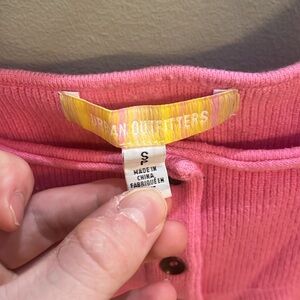 URBAN OUTFITTERS
S
MADE IN
CHINA
FABRIQUÉ EN